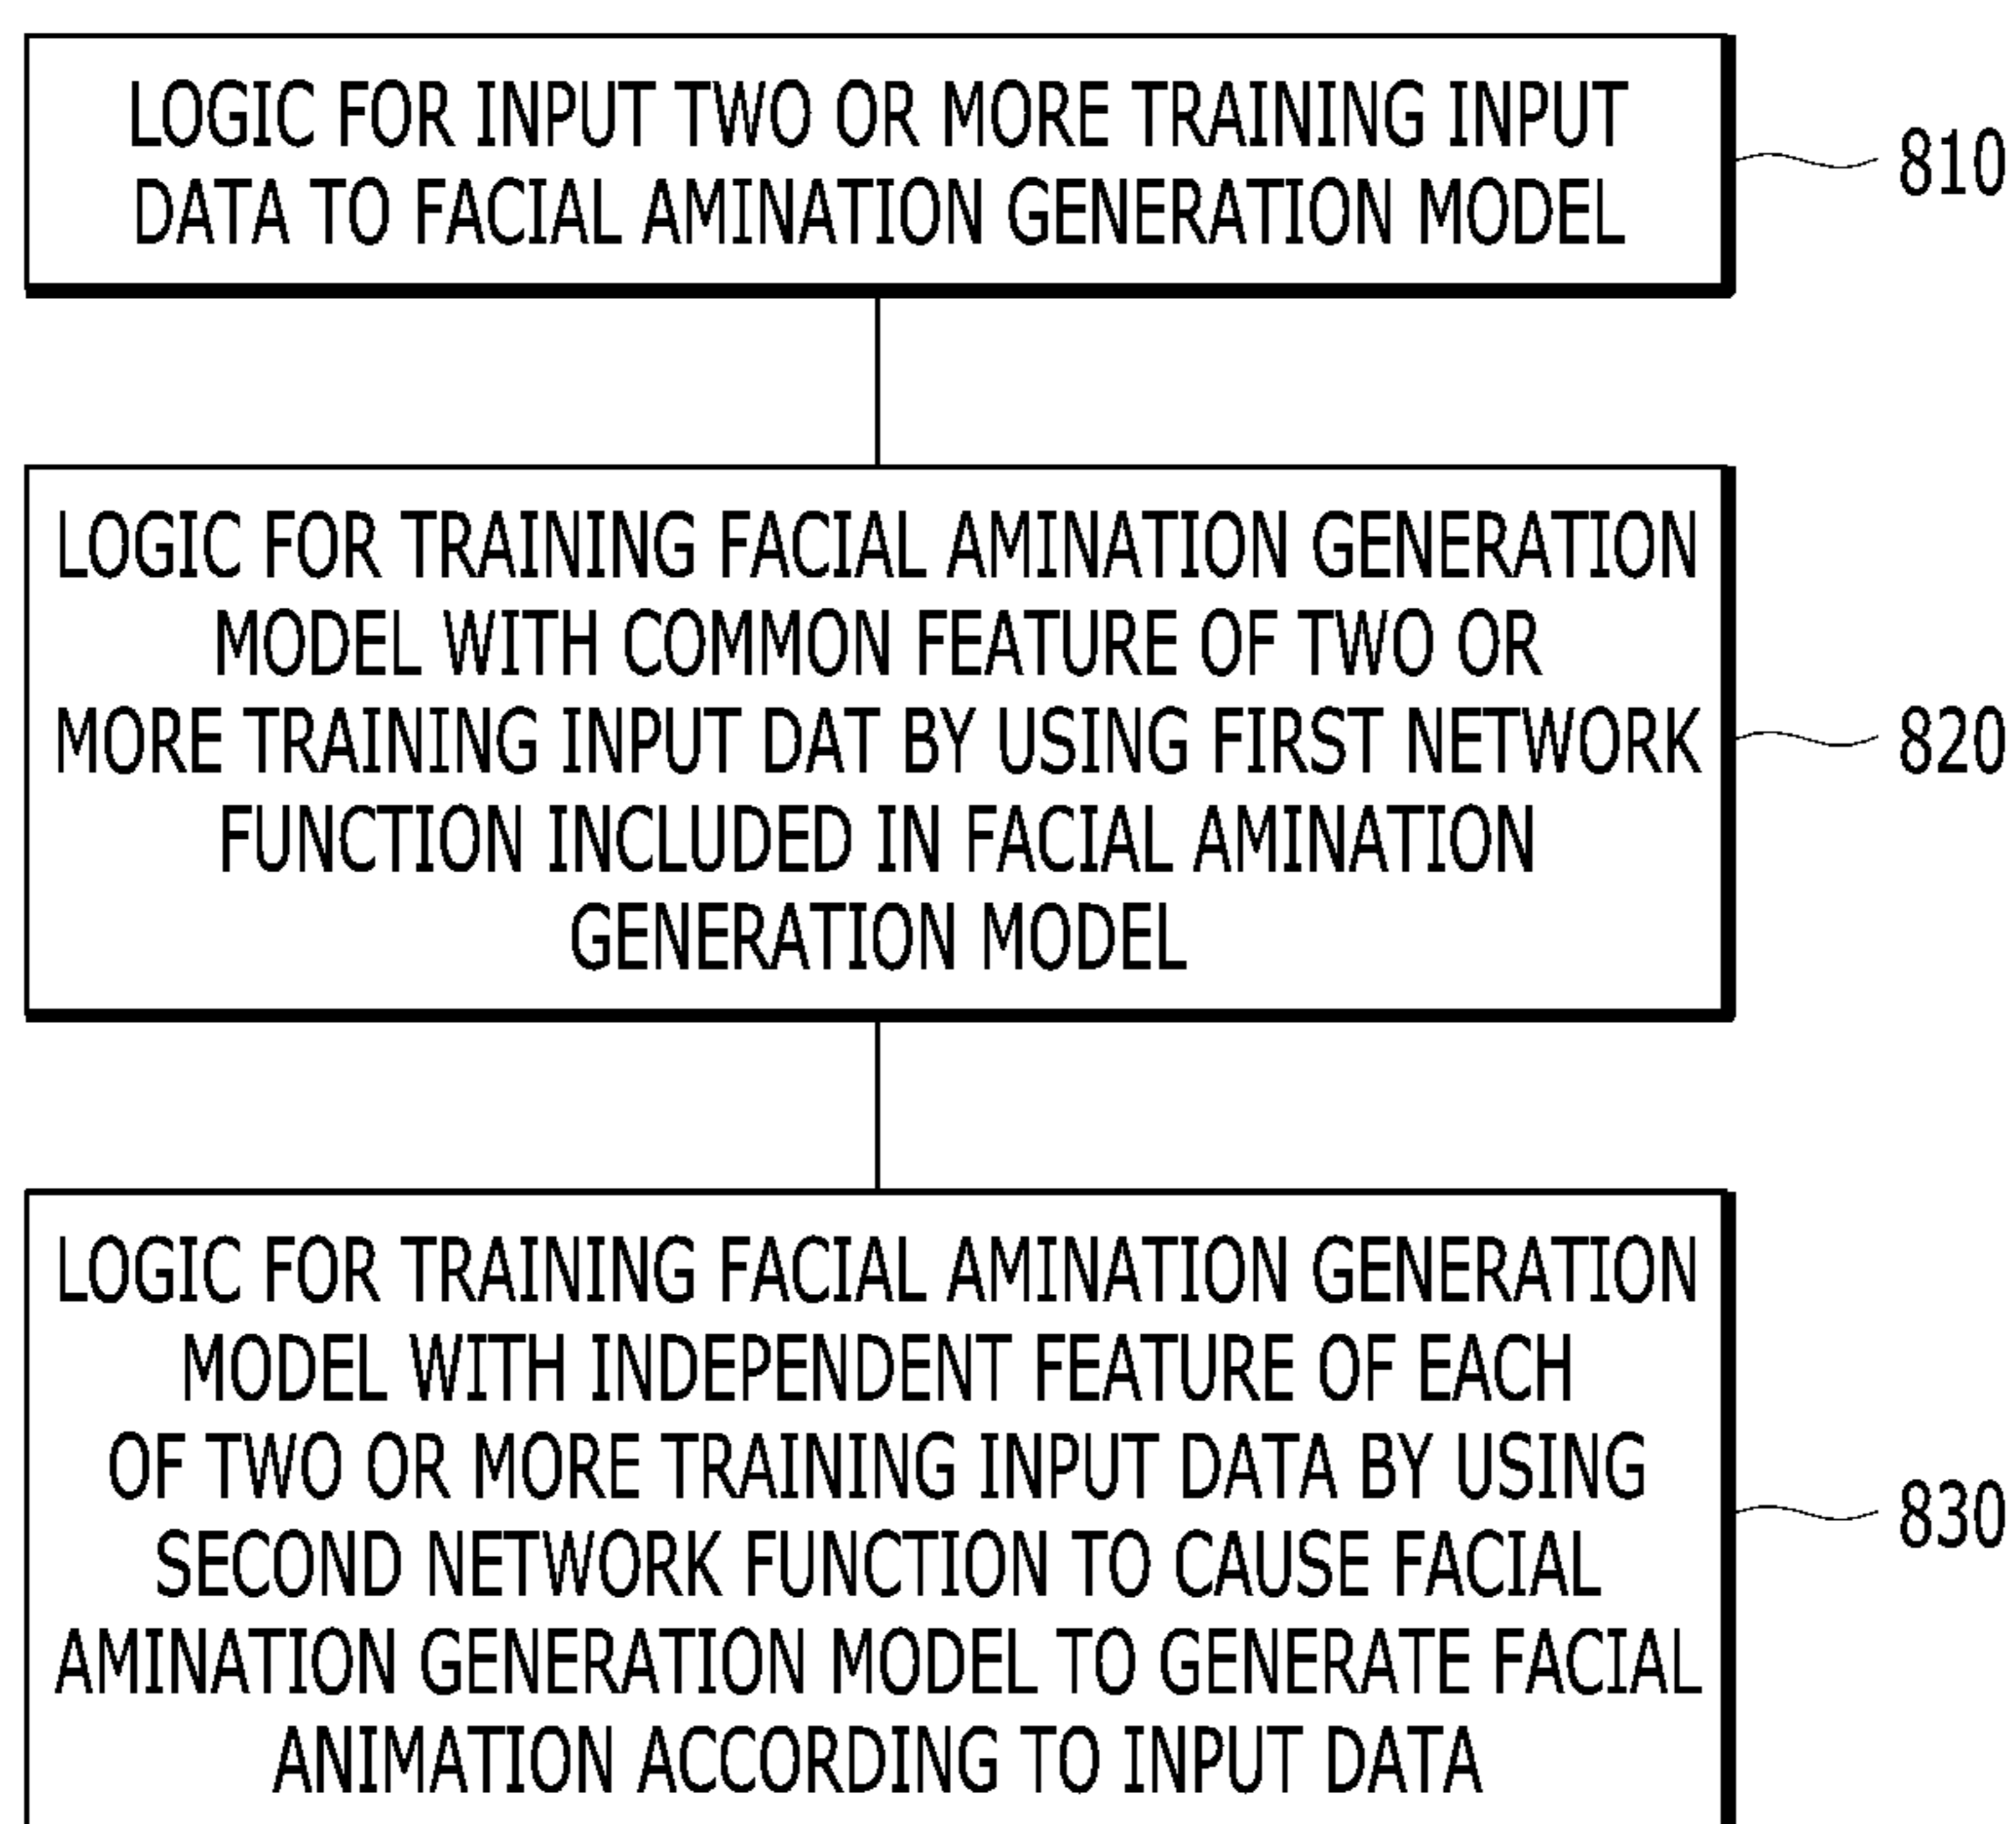 LOGIC FOR INPUT TWO OR MORE TRAINING INPUT
DATA TO FACIAL AMINATION GENERATION MODEL
810
LOGIC FOR TRAINING FACIAL AMINATION GENERATION
MODEL WITH COMMON FEATURE OF TWO OR
MORE TRAINING INPUT DAT BY USING FIRST NETWORK
FUNCTION INCLUDED IN FACIAL AMINATION
GENERATION MODEL
820
LOGIC FOR TRAINING FACIAL AMINATION GENERATION
MODEL WITH INDEPENDENT FEATURE OF EACH
OF TWO OR MORE TRAINING INPUT DATA BY USING
SECOND NETWORK FUNCTION TO CAUSE FACIAL
AMINATION GENERATION MODEL TO GENERATE FACIAL
ANIMATION ACCORDING TO INPUT DATA
830